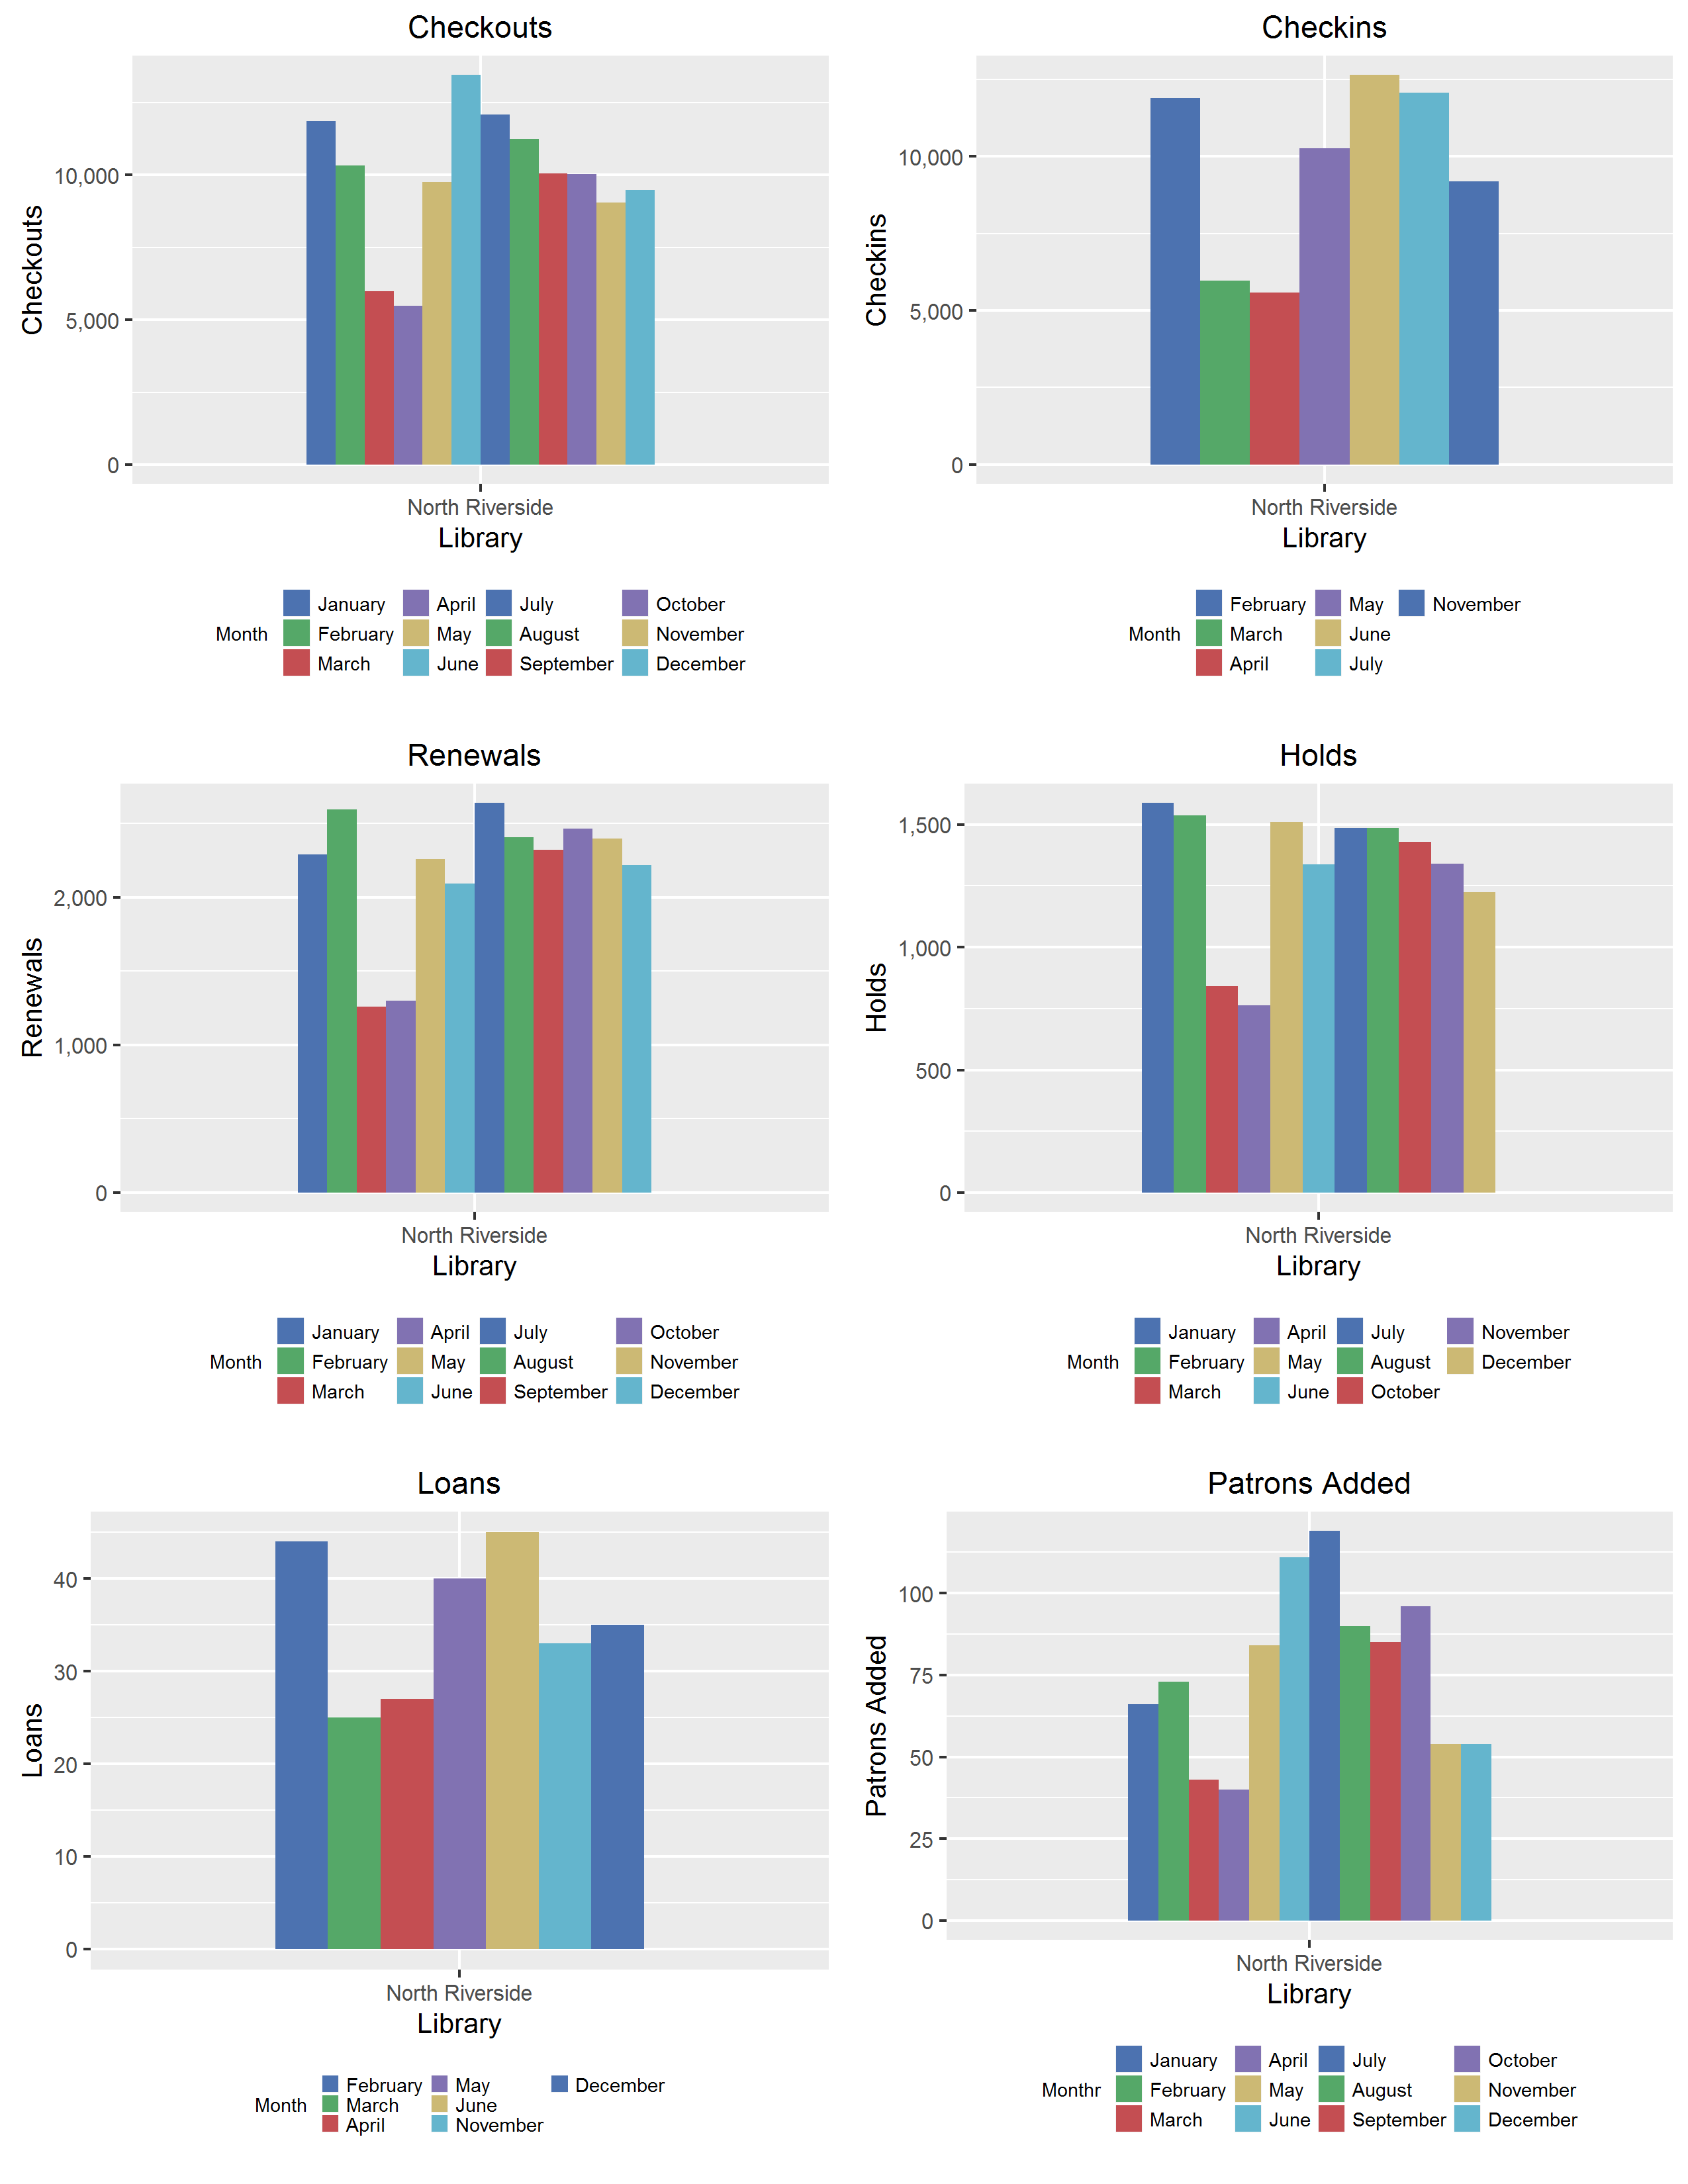 Checkouts
Checkouts
10,000
5,000
0
North Riverside
Library
Month
January
April
July
October
February
May
August
November
March
June
September
December
Checkins
Checkins
10,000
5,000
0
North Riverside
Library
Month
February
May
November
March
June
April
July
Renewals
Renewals
2,000
1,000
0
North Riverside
Library
Month
January
April
July
October
February
May
August
November
March
June
September
December
Holds
Holds
1,500
1,000
500
0
North Riverside
Library
Month
January
April
July
November
February
May
August
December
March
June
October
Loans
Loans
40
30
20
10
0
North Riverside
Library
Month
February
May
December
March
June
April
November
Patrons Added
Patrons Added
100
75
50
25
0
North Riverside
Library
Monthr
January
April
July
October
February
May
August
November
March
June
September
December